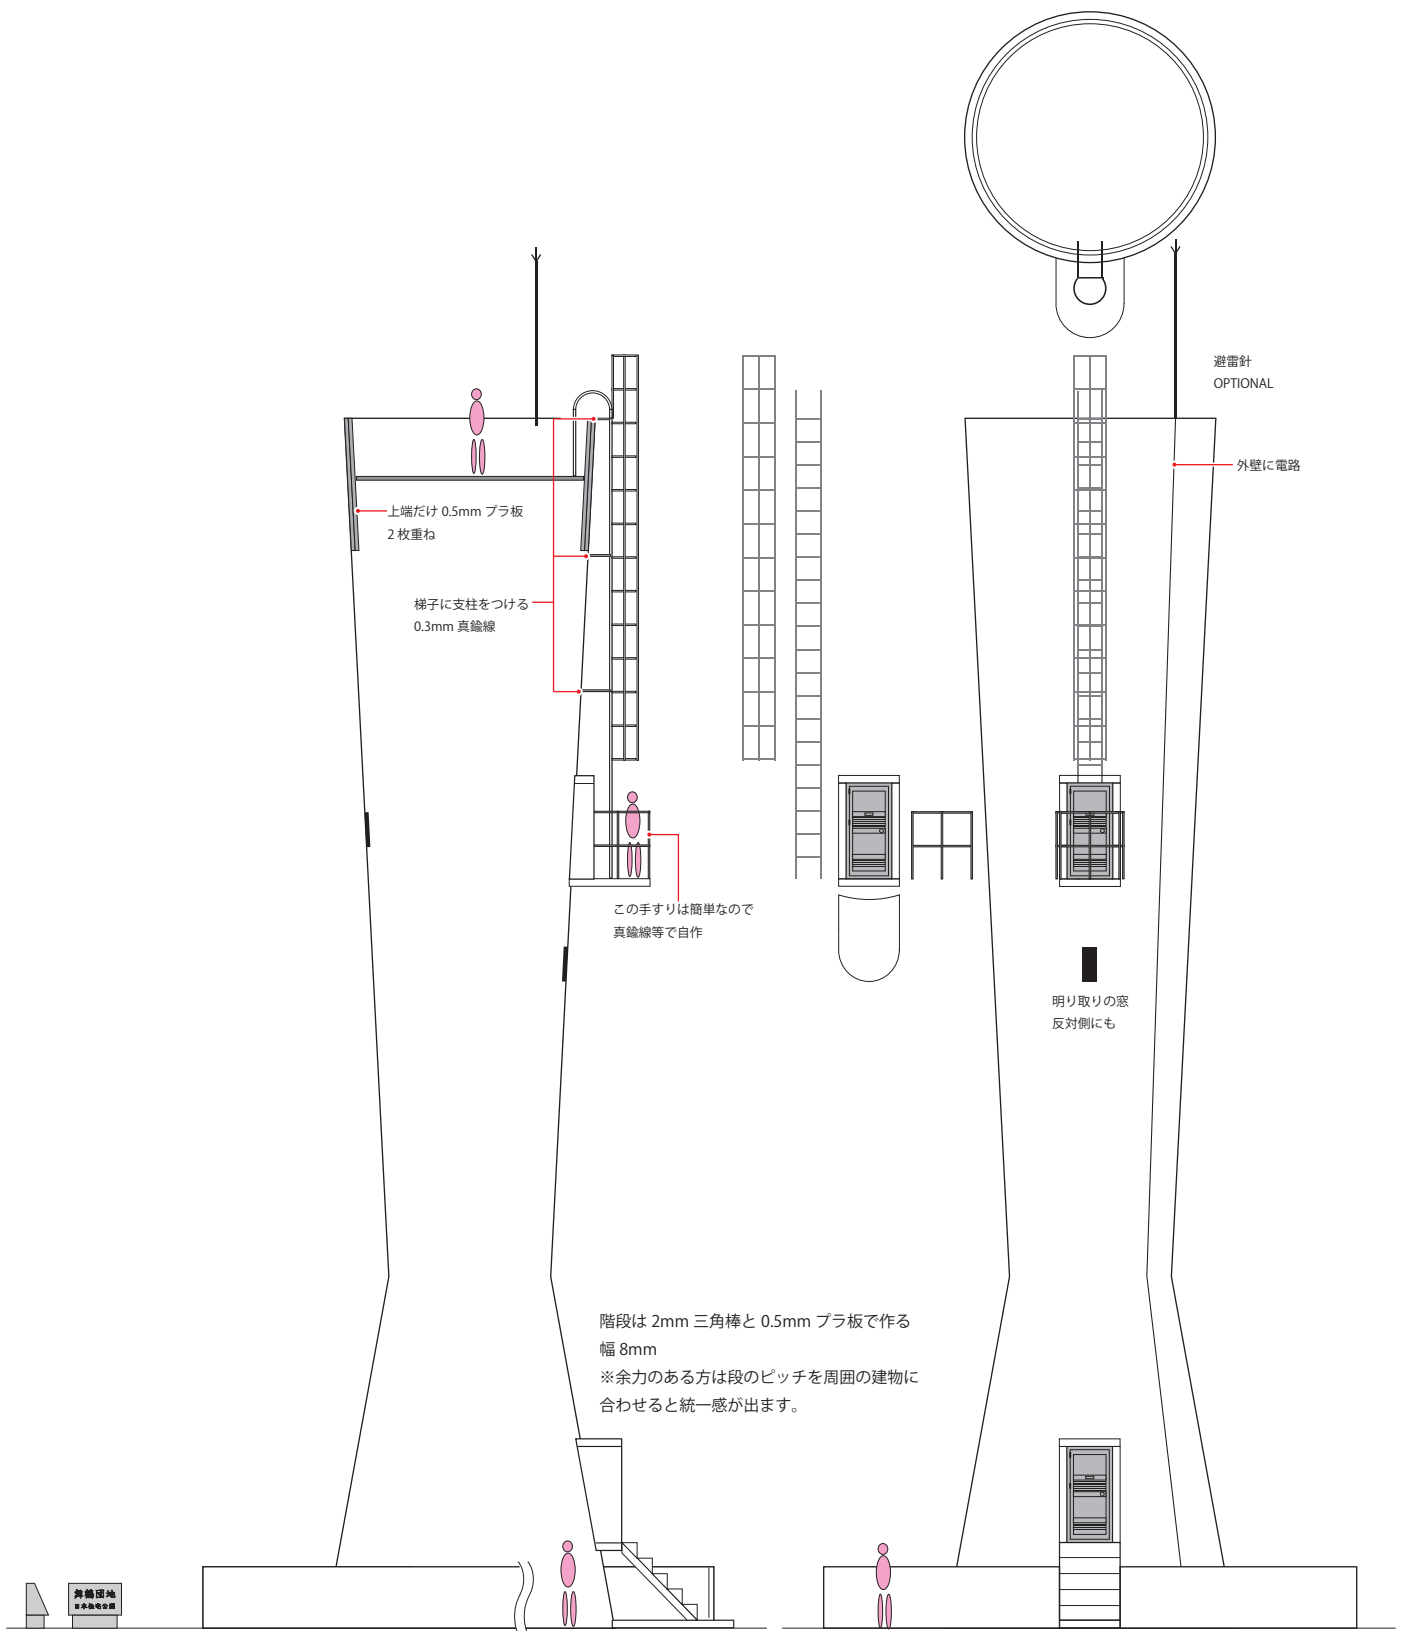 避雷針
OPTIONAL
外壁に電路
上端だけ 0.5mm プラ板
2 枚重ね
梯子に支柱をつける
0.3mm 真鍮線
この手すりは簡単なので
真鍮線等で自作
明り取りの窓
反対側にも
階段は 2mm 三角棒と 0.5mm プラ板で作る
幅 8mm
※余力のある方は段のピッチを周囲の建物に
合わせると統一感が出ます。
舞鶴団地
日本住宅公団